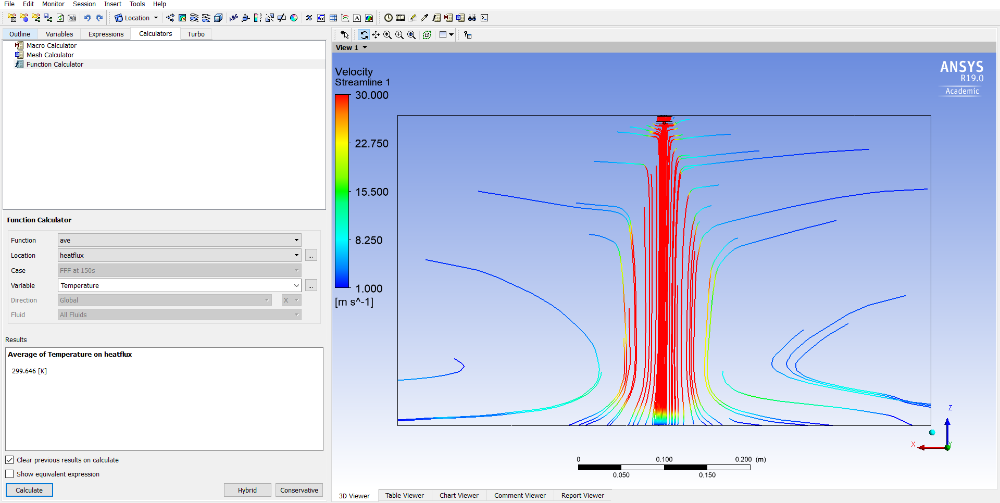 File Edit Monitor Session Insert Tools Help
Location
Outline Variables Expressions Calculators Turbo
Macro Calculator
Mesh Calculator
Function Calculator
Function Calculator
Function ave
Location heatflux ...
Case FFF at 150s
Variable Temperature ...
Direction Global X
Fluid All Fluids
Results
Average of Temperature on heatflux
299.646 [K]
Clear previous results on calculate
Show equivalent expression
Calculate Hybrid Conservative
View 1
Velocity
Streamline 1
30.000
22.750
15.500
8.250
1.000
[m s^-1]
ANSYS
R19.0
Academic
Z
X Y
0 0.100 0.200 (m)
0.050 0.150
3D Viewer Table Viewer Chart Viewer Comment Viewer Report Viewer